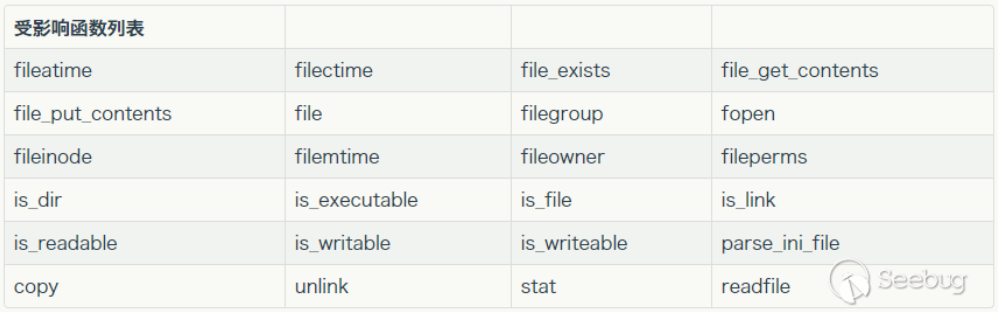 受影响函数列表
fileatime filectime file_exists file_get_contents
file_put_contents file filegroup fopen
fileinode filemtime fileowner fileperms
is_dir is_executable is_file is_link
is_readable is_writable is_writeable parse_ini_file
copy unlink stat readfile
Seebug